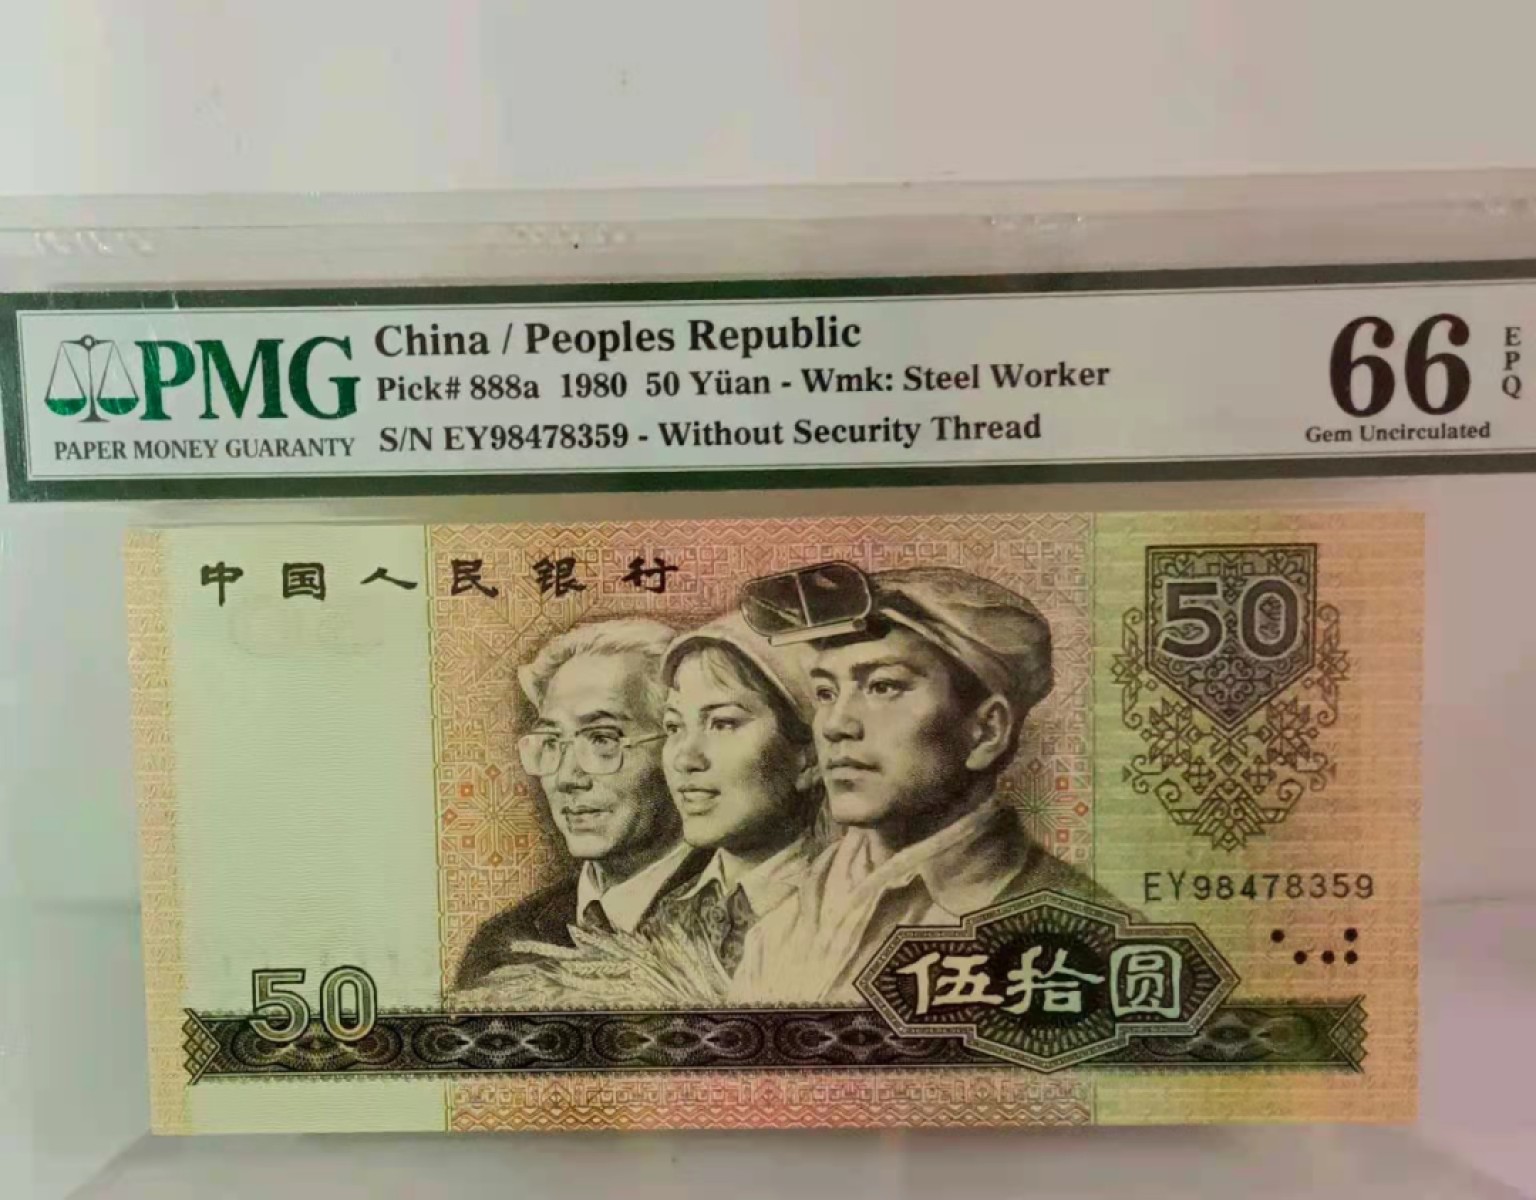 PMG
PAPER MONEY GUARANTY
China / Peoples Republic
Pick# 888a 1980 50 Yüan - Wmk: Steel Worker
S/N EY98478359 - Without Security Thread
66
EPQ
Gem Uncirculated
中国人民银行
50
EY98478359
50
伍拾圆